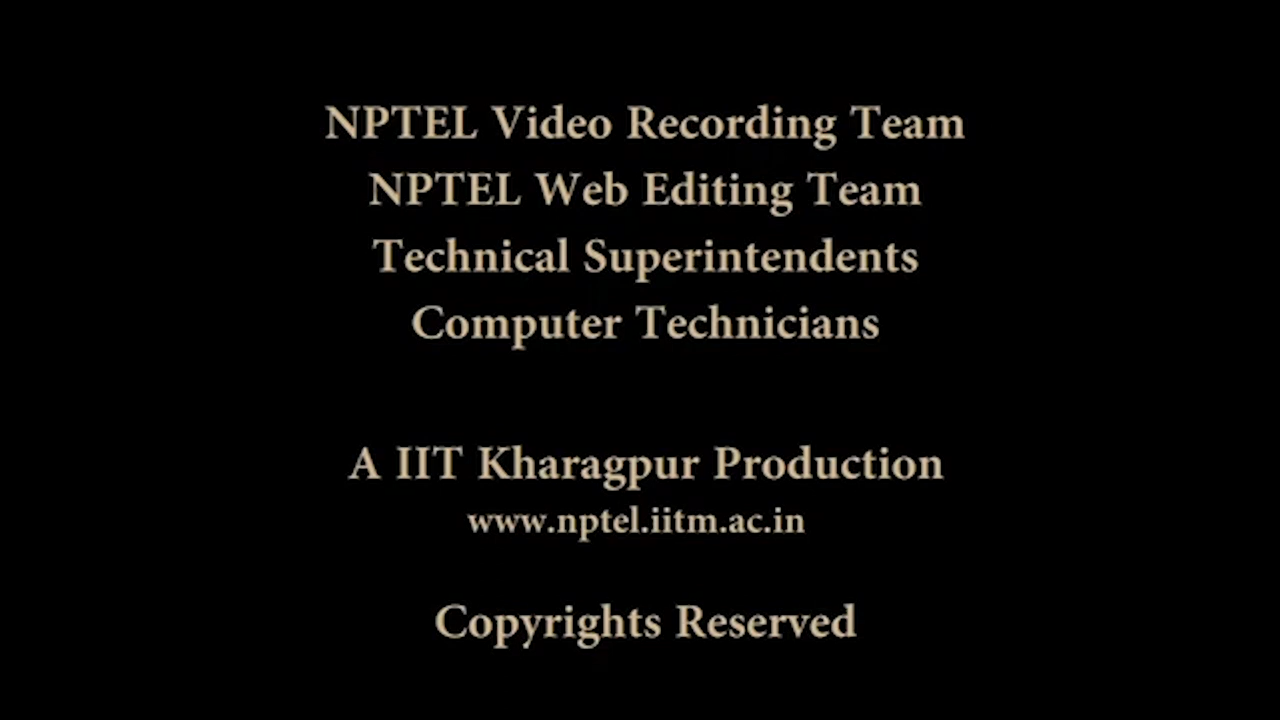 NPTEL Video Recording Team
NPTEL Web Editing Team
Technical Superintendents
Computer Technicians
A IIT Kharagpur Production
www.nptel.iitm.ac.in
Copyrights Reserved